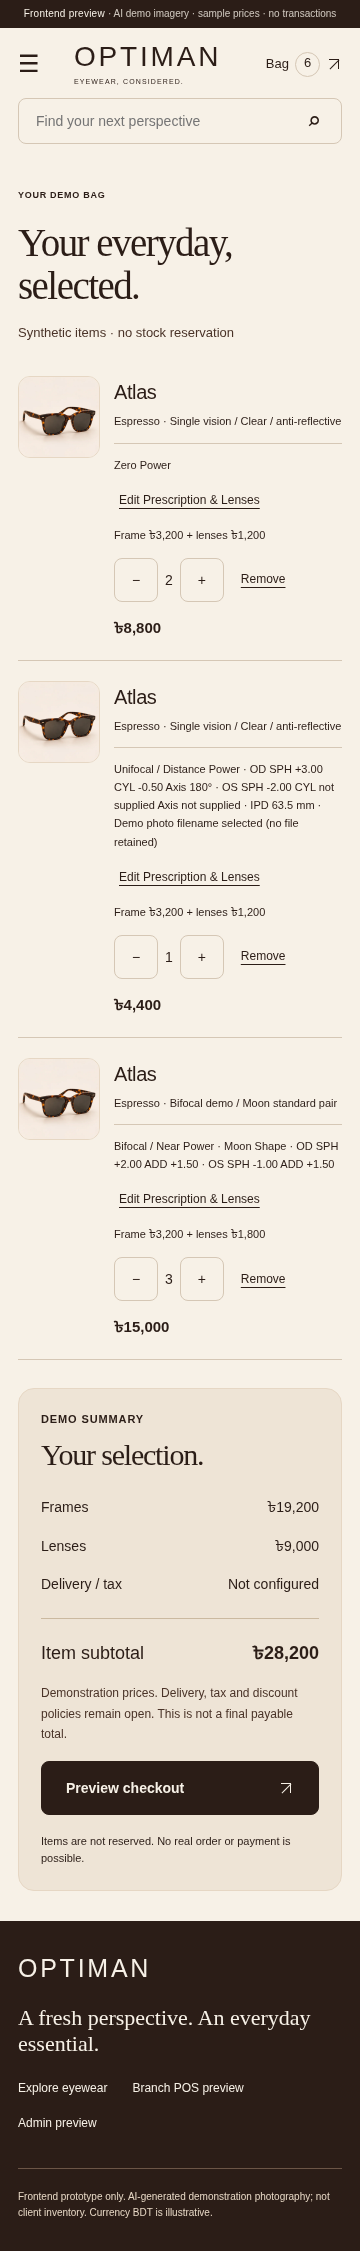 Frontend preview · AI demo imagery · sample prices · no transactions
OPTIMAN
EYEWEAR, CONSIDERED.
Bag 6
Find your next perspective
YOUR DEMO BAG
Your everyday,
selected.
Synthetic items · no stock reservation
Atlas
Espresso · Single vision / Clear / anti-reflective
Zero Power
Edit Prescription & Lenses
Frame ৳3,200 + lenses ৳1,200
− 2 + Remove
৳8,800
Atlas
Espresso · Single vision / Clear / anti-reflective
Unifocal / Distance Power · OD SPH +3.00
CYL -0.50 Axis 180° · OS SPH -2.00 CYL not
supplied Axis not supplied · IPD 63.5 mm ·
Demo photo filename selected (no file
retained)
Edit Prescription & Lenses
Frame ৳3,200 + lenses ৳1,200
− 1 + Remove
৳4,400
Atlas
Espresso · Bifocal demo / Moon standard pair
Bifocal / Near Power · Moon Shape · OD SPH
+2.00 ADD +1.50 · OS SPH -1.00 ADD +1.50
Edit Prescription & Lenses
Frame ৳3,200 + lenses ৳1,800
− 3 + Remove
৳15,000
DEMO SUMMARY
Your selection.
Frames ৳19,200
Lenses ৳9,000
Delivery / tax Not configured
Item subtotal ৳28,200
Demonstration prices. Delivery, tax and discount
policies remain open. This is not a final payable
total.
Preview checkout
Items are not reserved. No real order or payment is
possible.
OPTIMAN
A fresh perspective. An everyday
essential.
Explore eyewear Branch POS preview
Admin preview
Frontend prototype only. AI-generated demonstration photography; not
client inventory. Currency BDT is illustrative.